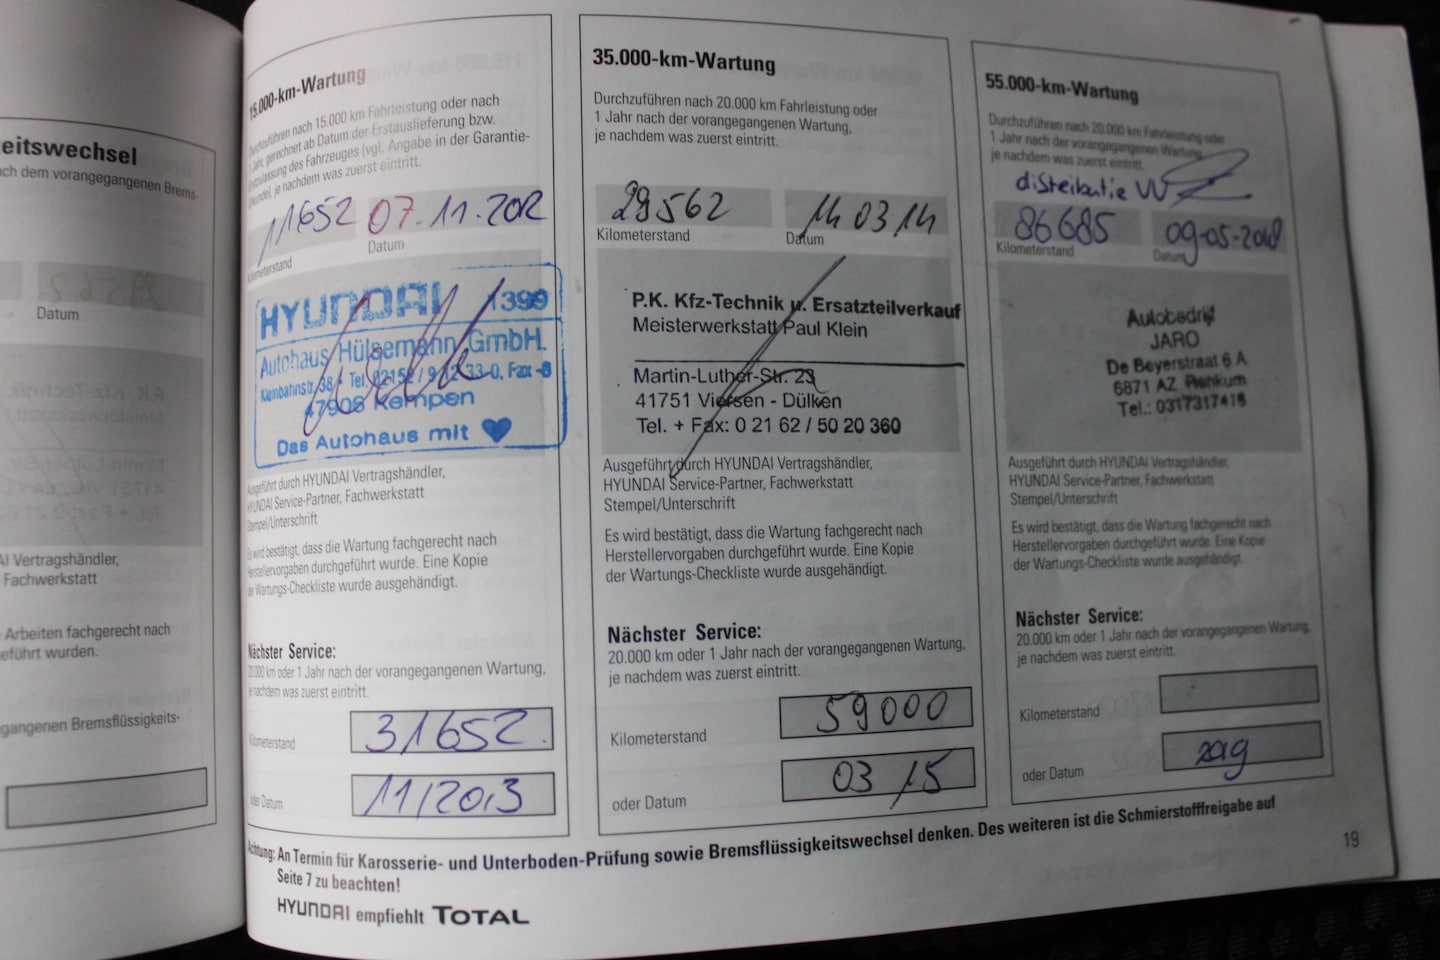 eitswechsel
ch dem vorangegangenen Brems-
Datum
AI Vertragshändler,
Fachwerkstatt
Arbeiten fachgerecht nach
eführt wurden.
gangenen Bremsflüssigkeits-
15.000-km-Wartung
Durchzuführen nach 15.000 km Fahrleistung oder nach
1 Jahr, gerechnet ab Datum der Erstauslieferung bzw.
Erstzulassung des Fahrzeuges (vgl. Angabe in der Garantie-
urkunde), je nachdem was zuerst eintritt.
11652 07.11.2012
Kilometerstand Datum
HYUNDAI 1399
Autohaus Hülsemann GmbH.
Kleinbahnstr. 38 · Tel. 02152 / 9 12 33-0, Fax -8
47906 Kempen
Das Autohaus mit ♥
Ausgeführt durch HYUNDAI Vertragshändler,
HYUNDAI Service-Partner, Fachwerkstatt
Stempel/Unterschrift
Es wird bestätigt, dass die Wartung fachgerecht nach
Herstellervorgaben durchgeführt wurde. Eine Kopie
der Wartungs-Checkliste wurde ausgehändigt.
Nächster Service:
20.000 km oder 1 Jahr nach der vorangegangenen Wartung,
je nachdem was zuerst eintritt.
Kilometerstand 31652.
oder Datum 11/2013
35.000-km-Wartung
Durchzuführen nach 20.000 km Fahrleistung oder
1 Jahr nach der vorangegangenen Wartung,
je nachdem was zuerst eintritt.
29562 14 03 14
Kilometerstand Datum
P.K. Kfz-Technik u. Ersatzteilverkauf
Meisterwerkstatt Paul Klein
Martin-Luther-Str. 23
41751 Viersen - Dülken
Tel. + Fax: 0 21 62 / 50 20 360
Ausgeführt durch HYUNDAI Vertragshändler,
HYUNDAI Service-Partner, Fachwerkstatt
Stempel/Unterschrift
Es wird bestätigt, dass die Wartung fachgerecht nach
Herstellervorgaben durchgeführt wurde. Eine Kopie
der Wartungs-Checkliste wurde ausgehändigt.
Nächster Service:
20.000 km oder 1 Jahr nach der vorangegangenen Wartung,
je nachdem was zuerst eintritt.
Kilometerstand 59000
oder Datum 03 15
55.000-km-Wartung
Durchzuführen nach 20.000 km Fahrleistung oder
1 Jahr nach der vorangegangenen Wartung,
je nachdem was zuerst eintritt.
distributie VV
86685 09-05-2018
Kilometerstand Datum
Autobedrijf
JARO
De Beyerstraat 6 A
6871 AZ Renkum
Tel.: 0317317415
Ausgeführt durch HYUNDAI Vertragshändler,
HYUNDAI Service-Partner, Fachwerkstatt
Stempel/Unterschrift
Es wird bestätigt, dass die Wartung fachgerecht nach
Herstellervorgaben durchgeführt wurde. Eine Kopie
der Wartungs-Checkliste wurde ausgehändigt.
Nächster Service:
20.000 km oder 1 Jahr nach der vorangegangenen Wartung,
je nachdem was zuerst eintritt.
Kilometerstand
oder Datum
Achtung: An Termin für Karosserie- und Unterboden-Prüfung sowie Bremsflüssigkeitswechsel denken. Des weiteren ist die Schmierstofffreigabe auf
Seite 7 zu beachten!
HYUNDAI empfiehlt TOTAL
19